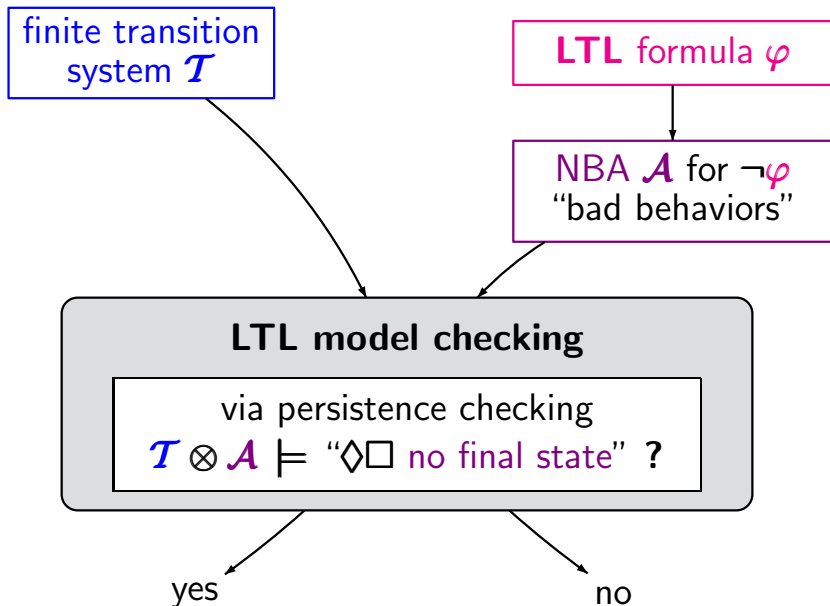 finite transition
system 𝓣
LTL formula φ
NBA 𝓐 for ¬φ
“bad behaviors”
LTL model checking
via persistence checking
𝓣 ⊗ 𝓐 ⊨ “◊□ no final state” ?
yes
no